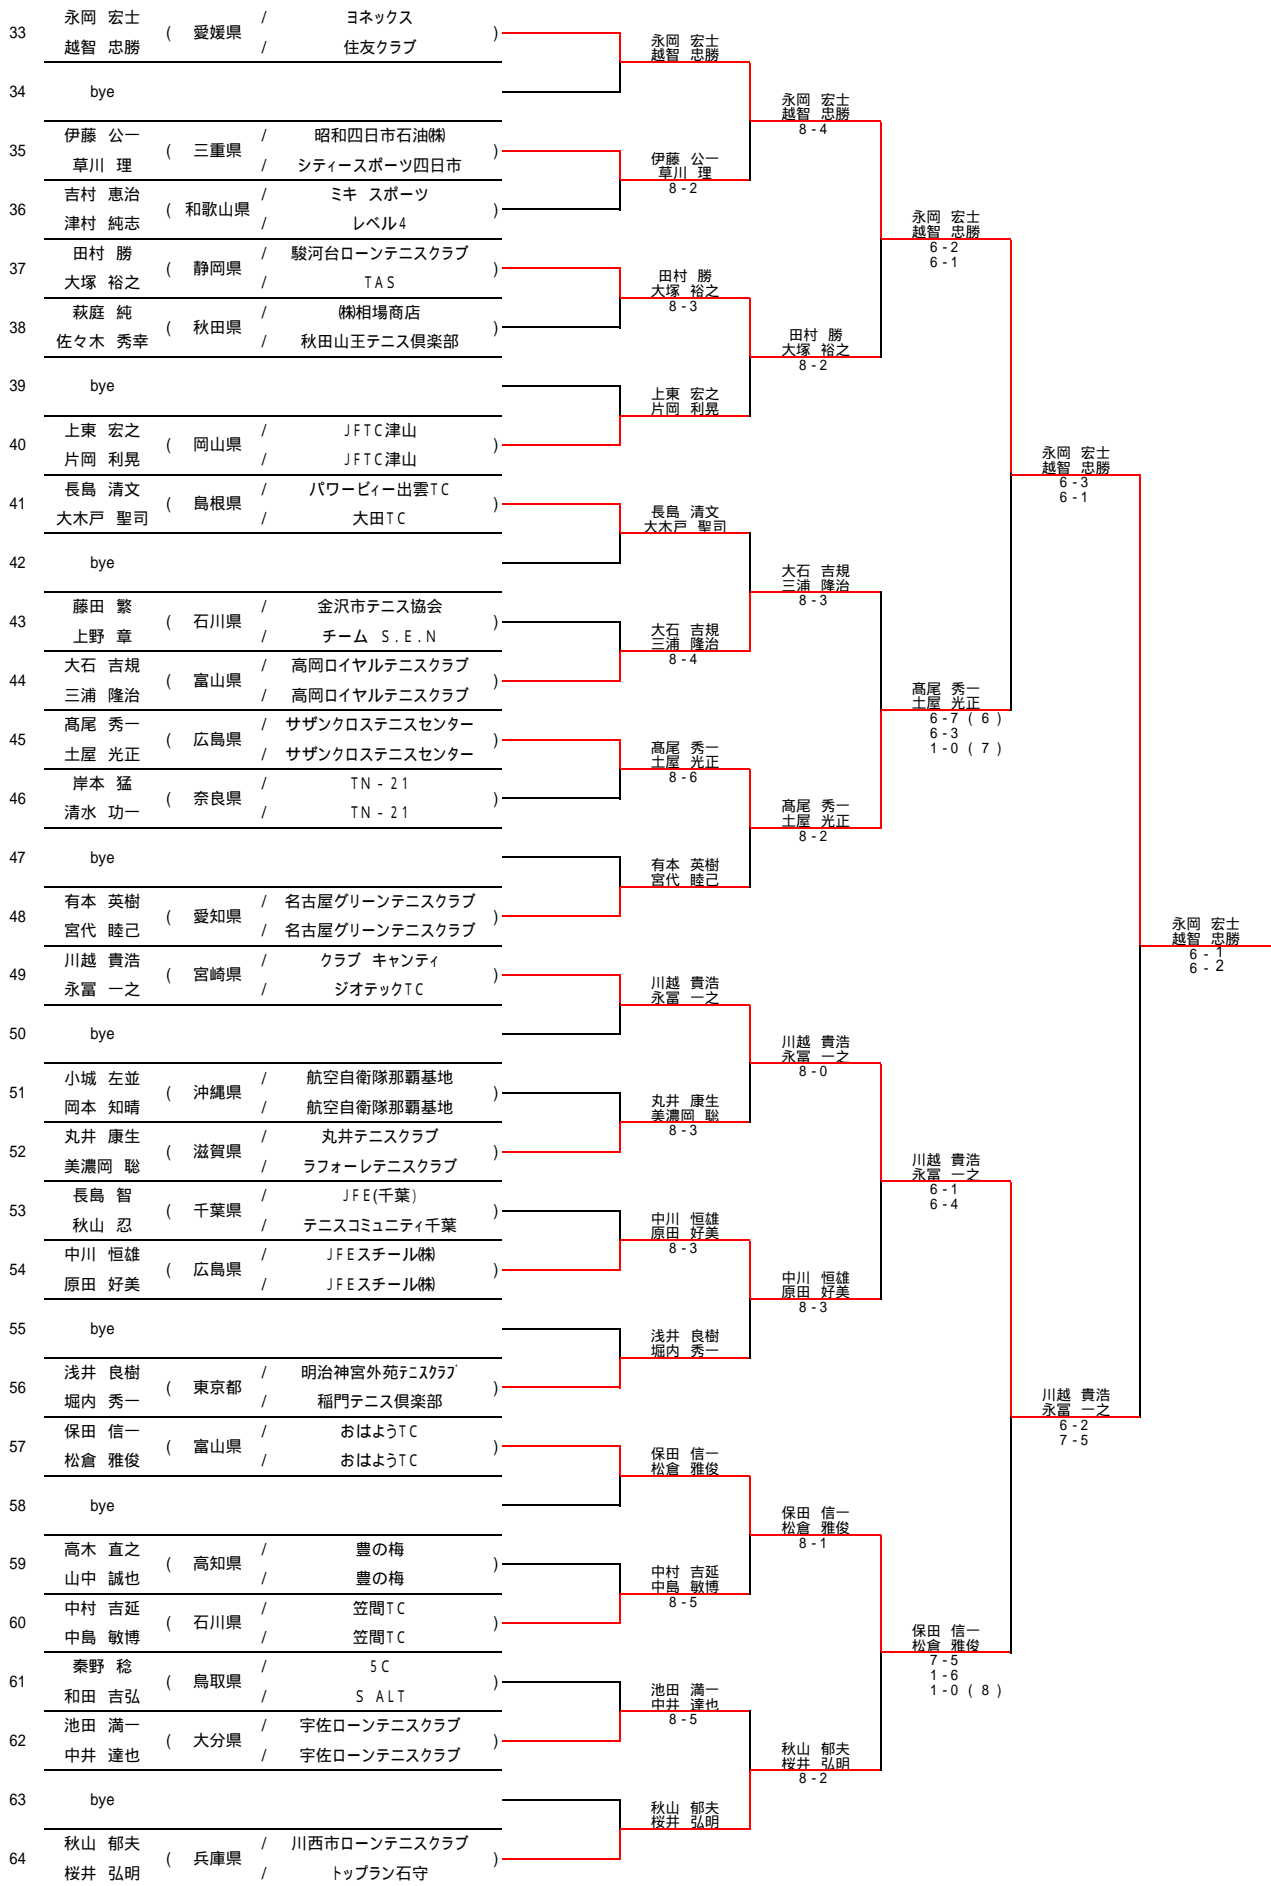 33 永岡 宏士 / ヨネックス
( 愛媛県 )
越智 忠勝 / 住友クラブ
34 bye
35 伊藤 公一 / 昭和四日市石油㈱
( 三重県 )
草川 理 / シティースポーツ四日市
36 吉村 恵治 / ミキ スポーツ
( 和歌山県 )
津村 純志 / レベル4
37 田村 勝 / 駿河台ローンテニスクラブ
( 静岡県 )
大塚 裕之 / TAS
38 萩庭 純 / ㈱相場商店
( 秋田県 )
佐々木 秀幸 / 秋田山王テニス倶楽部
39 bye
40 上東 宏之 / JFTC津山
( 岡山県 )
片岡 利晃 / JFTC津山
41 長島 清文 / パワービィー出雲TC
( 島根県 )
大木戸 聖司 / 大田TC
42 bye
43 藤田 繁 / 金沢市テニス協会
( 石川県 )
上野 章 / チーム S.E.N
44 大石 吉規 / 高岡ロイヤルテニスクラブ
( 富山県 )
三浦 隆治 / 高岡ロイヤルテニスクラブ
45 髙尾 秀一 / サザンクロステニスセンター
( 広島県 )
土屋 光正 / サザンクロステニスセンター
46 岸本 猛 / TN-21
( 奈良県 )
清水 功一 / TN-21
47 bye
48 有本 英樹 / 名古屋グリーンテニスクラブ
( 愛知県 )
宮代 睦己 / 名古屋グリーンテニスクラブ
49 川越 貴浩 / クラブ キャンティ
( 宮崎県 )
永冨 一之 / ジオテックTC
50 bye
51 小城 左並 / 航空自衛隊那覇基地
( 沖縄県 )
岡本 知晴 / 航空自衛隊那覇基地
52 丸井 康生 / 丸井テニスクラブ
( 滋賀県 )
美濃岡 聡 / ラフォーレテニスクラブ
53 長島 智 / JFE(千葉)
( 千葉県 )
秋山 忍 / テニスコミュニティ千葉
54 中川 恒雄 / JFEスチール㈱
( 広島県 )
原田 好美 / JFEスチール㈱
55 bye
56 浅井 良樹 / 明治神宮外苑ﾃﾆｽｸﾗﾌﾞ
( 東京都 )
堀内 秀一 / 稲門テニス倶楽部
57 保田 信一 / おはようTC
( 富山県 )
松倉 雅俊 / おはようTC
58 bye
59 高木 直之 / 豊の梅
( 高知県 )
山中 誠也 / 豊の梅
60 中村 吉延 / 笠間TC
( 石川県 )
中島 敏博 / 笠間TC
61 秦野 稔 / 5C
( 鳥取県 )
和田 吉弘 / S ALT
62 池田 満一 / 宇佐ローンテニスクラブ
( 大分県 )
中井 達也 / 宇佐ローンテニスクラブ
63 bye
64 秋山 郁夫 / 川西市ローンテニスクラブ
( 兵庫県 )
桜井 弘明 / トップラン石守
永岡 宏士
越智 忠勝
伊藤 公一
草川 理
8-2
田村 勝
大塚 裕之
8-3
上東 宏之
片岡 利晃
長島 清文
大木戸 聖司
大石 吉規
三浦 隆治
8-4
髙尾 秀一
土屋 光正
8-6
有本 英樹
宮代 睦己
川越 貴浩
永冨 一之
丸井 康生
美濃岡 聡
8-3
中川 恒雄
原田 好美
8-3
浅井 良樹
堀内 秀一
保田 信一
松倉 雅俊
中村 吉延
中島 敏博
8-5
池田 満一
中井 達也
8-5
秋山 郁夫
桜井 弘明
永岡 宏士
越智 忠勝
8-4
田村 勝
大塚 裕之
8-2
大石 吉規
三浦 隆治
8-3
髙尾 秀一
土屋 光正
8-2
川越 貴浩
永冨 一之
8-0
中川 恒雄
原田 好美
8-3
保田 信一
松倉 雅俊
8-1
秋山 郁夫
桜井 弘明
8-2
永岡 宏士
越智 忠勝
6-2
6-1
髙尾 秀一
土屋 光正
6-7(6)
6-3
1-0(7)
川越 貴浩
永冨 一之
6-1
6-4
保田 信一
松倉 雅俊
7-5
1-6
1-0(8)
永岡 宏士
越智 忠勝
6-3
6-1
川越 貴浩
永冨 一之
6-2
7-5
永岡 宏士
越智 忠勝
6-1
6-2